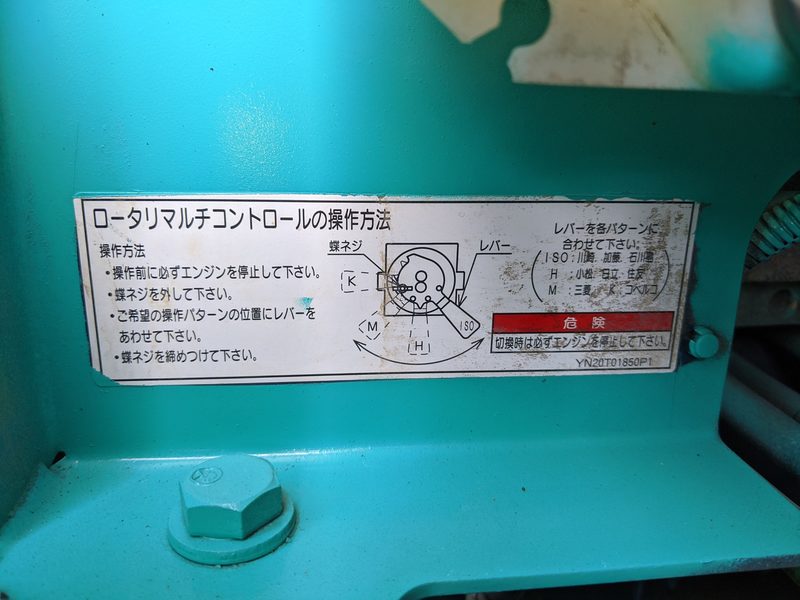 ロータリマルチコントロールの操作方法
操作方法
・操作前に必ずエンジンを停止して下さい。
・蝶ネジを外して下さい。
・ご希望の操作パターンの位置にレバーを
あわせて下さい。
・蝶ネジを締めつけて下さい。
蝶ネジ
レバー
K
M
H
ISO
レバーを各パターンに
合わせて下さい。
ISO:川崎 加藤 石川島
H :小松 日立 住友
M :三菱 K コベルコ
危険
切換時は必ずエンジンを停止して下さい。
YN20T01850P1